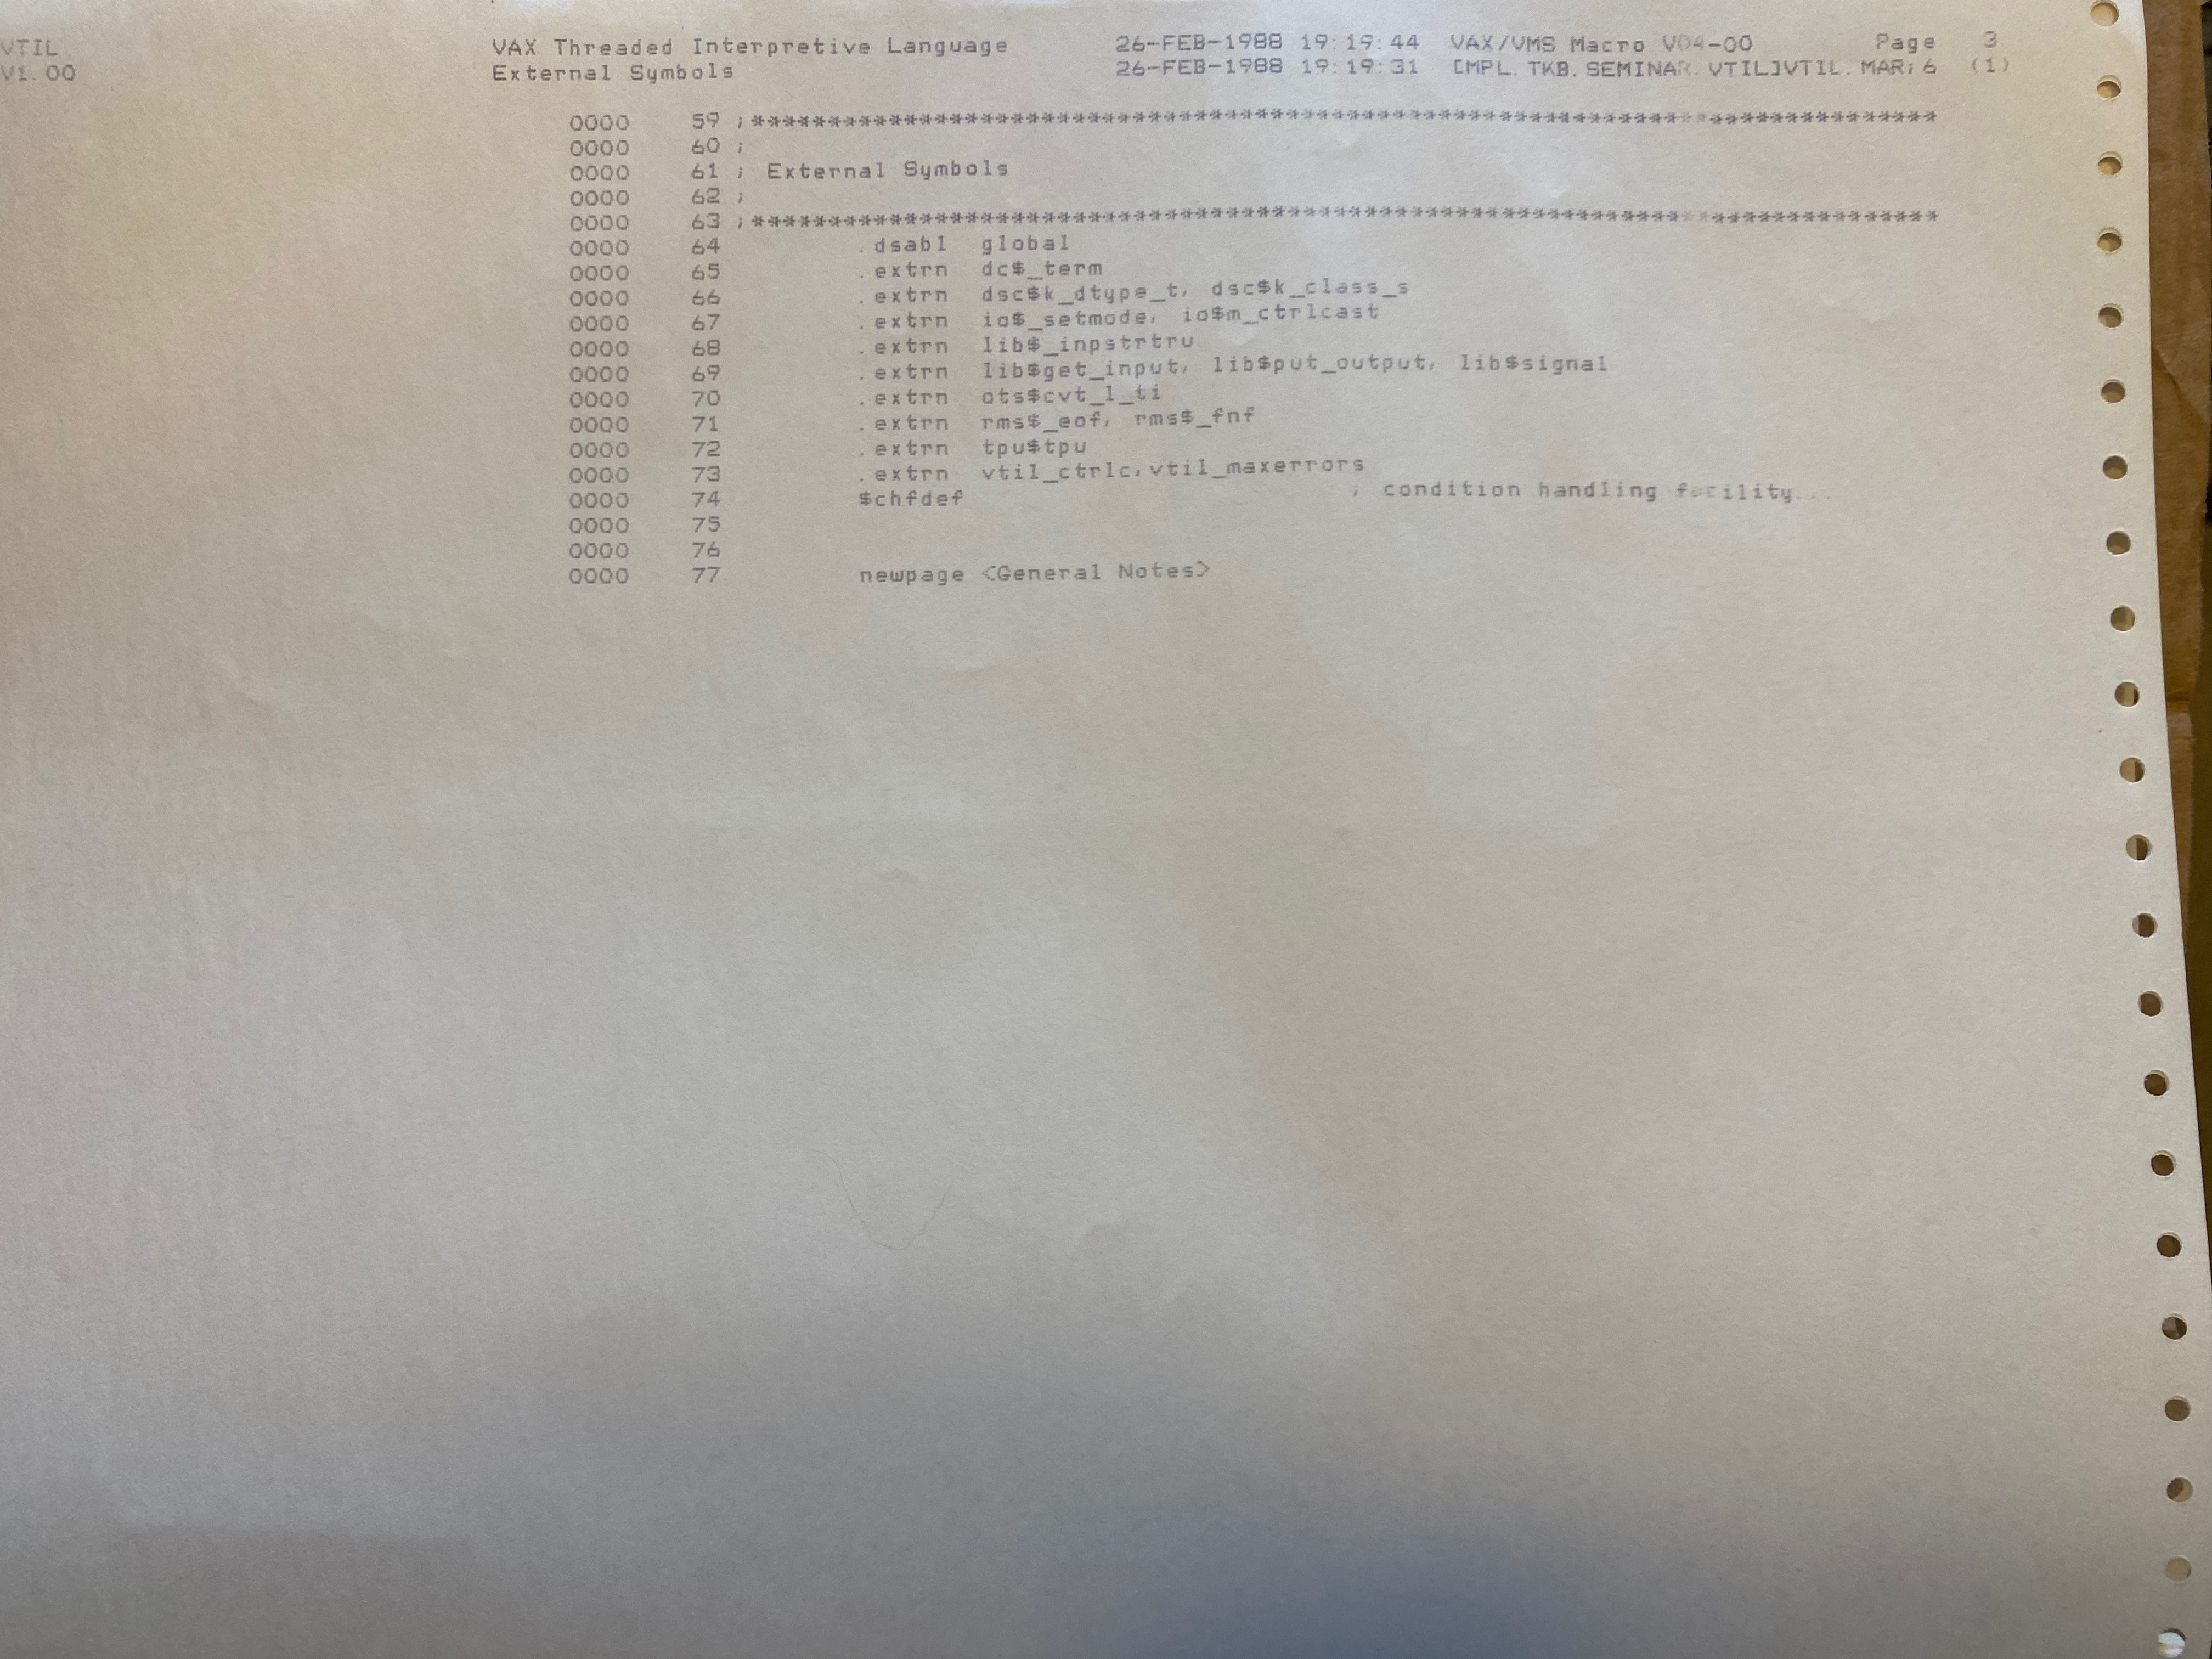 VTIL VAX Threaded Interpretive Language 26-FEB-1988 19:19:44 VAX/VMS Macro V04-00 Page 3
V1.00 External Symbols 26-FEB-1988 19:19:31 [MPL.TKB.SEMINAR.VTIL]VTIL.MAR;6 (1)
0000 59 ;******************************************************************************
0000 60 ;
0000 61 ; External Symbols
0000 62 ;
0000 63 ;******************************************************************************
0000 64 .dsabl global
0000 65 .extrn dc$_term
0000 66 .extrn dsc$k_dtype_t, dsc$k_class_s
0000 67 .extrn io$_setmode, io$m_ctrlcast
0000 68 .extrn lib$_inpstrtru
0000 69 .extrn lib$get_input, lib$put_output, lib$signal
0000 70 .extrn ots$cvt_l_ti
0000 71 .extrn rms$_eof, rms$_fnf
0000 72 .extrn tpu$tpu
0000 73 .extrn vtil_ctrlc,vtil_maxerrors
0000 74 $chfdef ; condition handling facility...
0000 75
0000 76
0000 77 newpage <General Notes>